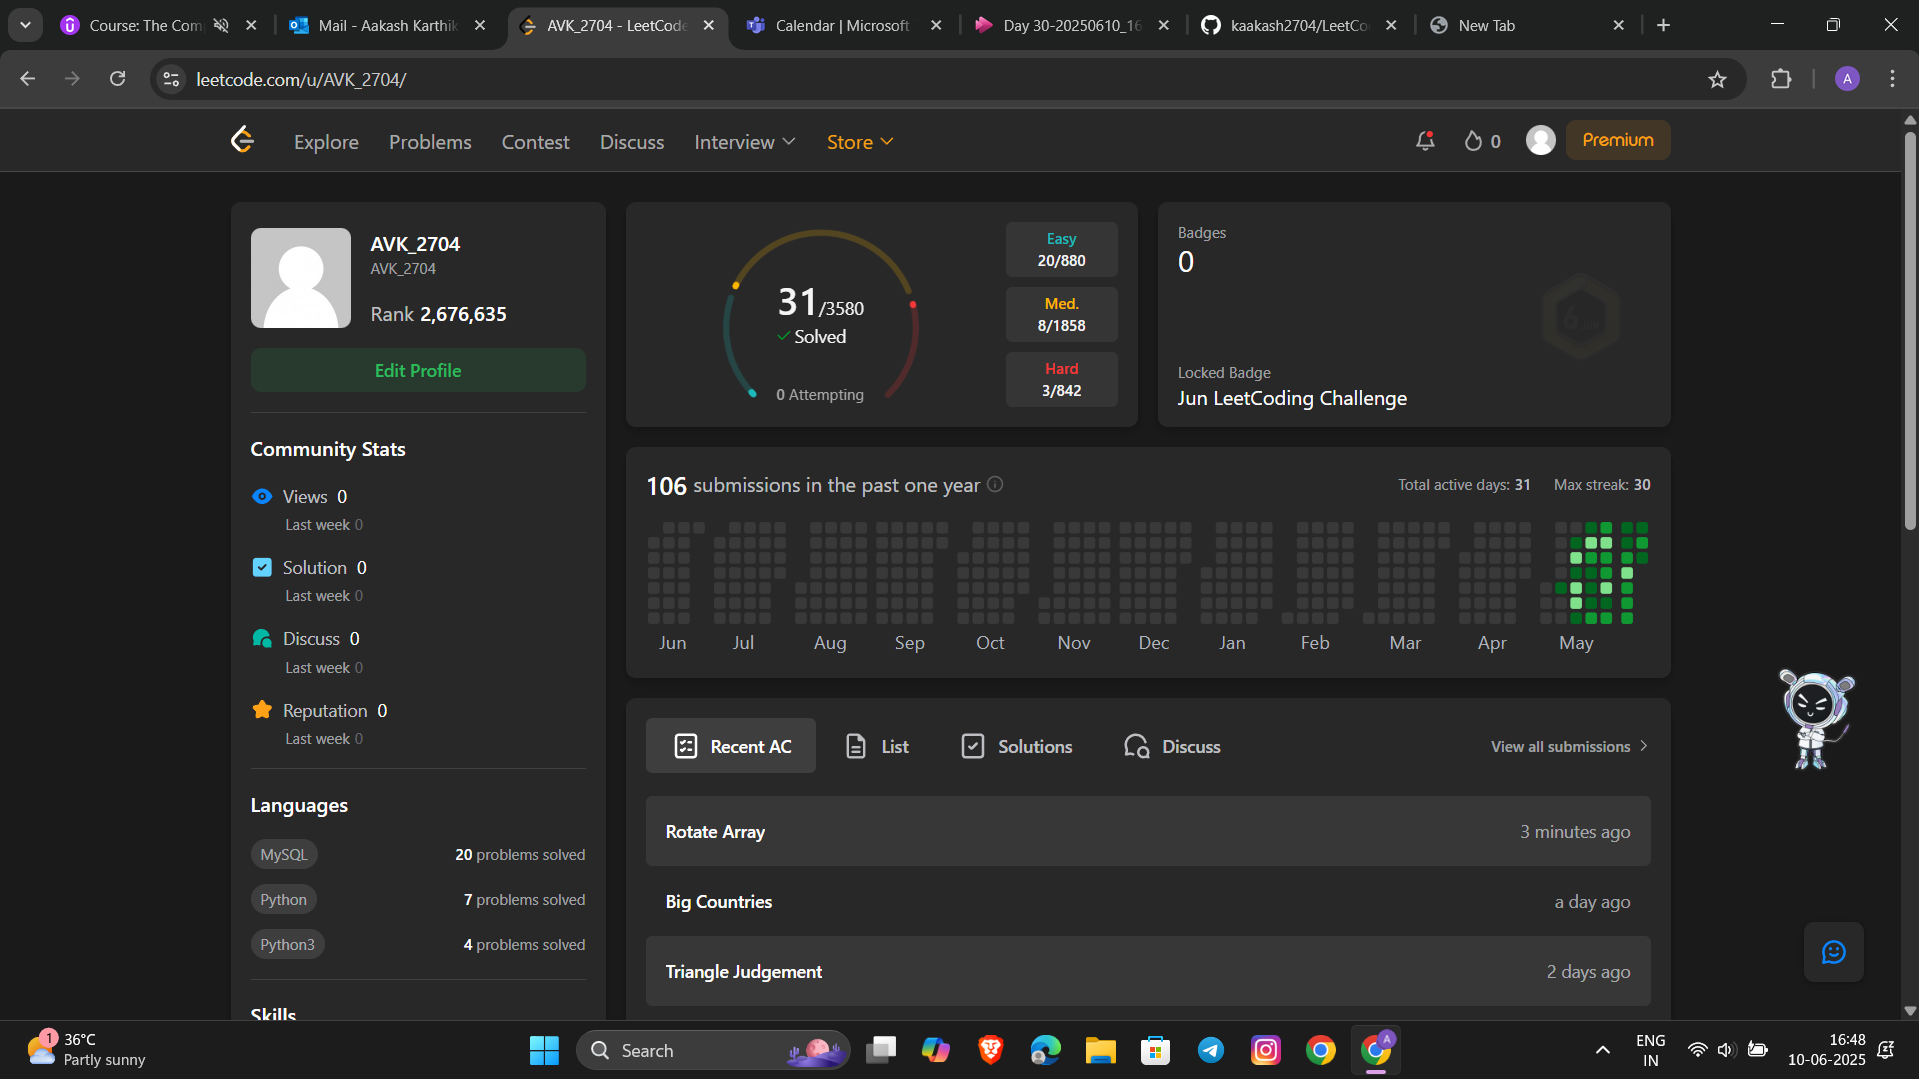 Course: The Com
Mail - Aakash Karthik
AVK_2704 - LeetCode
Calendar | Microsoft
Day 30-20250610_16
kaakash2704/LeetCo
New Tab
leetcode.com/u/AVK_2704/
A
Explore
Problems
Contest
Discuss
Interview
Store
0
Premium
AVK_2704
AVK_2704
Rank 2,676,635
Edit Profile
Community Stats
Views 0
Last week 0
Solution 0
Last week 0
Discuss 0
Last week 0
Reputation 0
Last week 0
Languages
MySQL 20 problems solved
Python 7 problems solved
Python3 4 problems solved
Skills
31/3580
Solved
0 Attempting
Easy
20/880
Med.
8/1858
Hard
3/842
Badges
0
Locked Badge
Jun LeetCoding Challenge
106 submissions in the past one year
Total active days: 31 Max streak: 30
Jun Jul Aug Sep Oct Nov Dec Jan Feb Mar Apr May
Recent AC
List
Solutions
Discuss
View all submissions
Rotate Array 3 minutes ago
Big Countries a day ago
Triangle Judgement 2 days ago
1
36°C
Partly sunny
Search
A
ENG
IN
16:48
10-06-2025